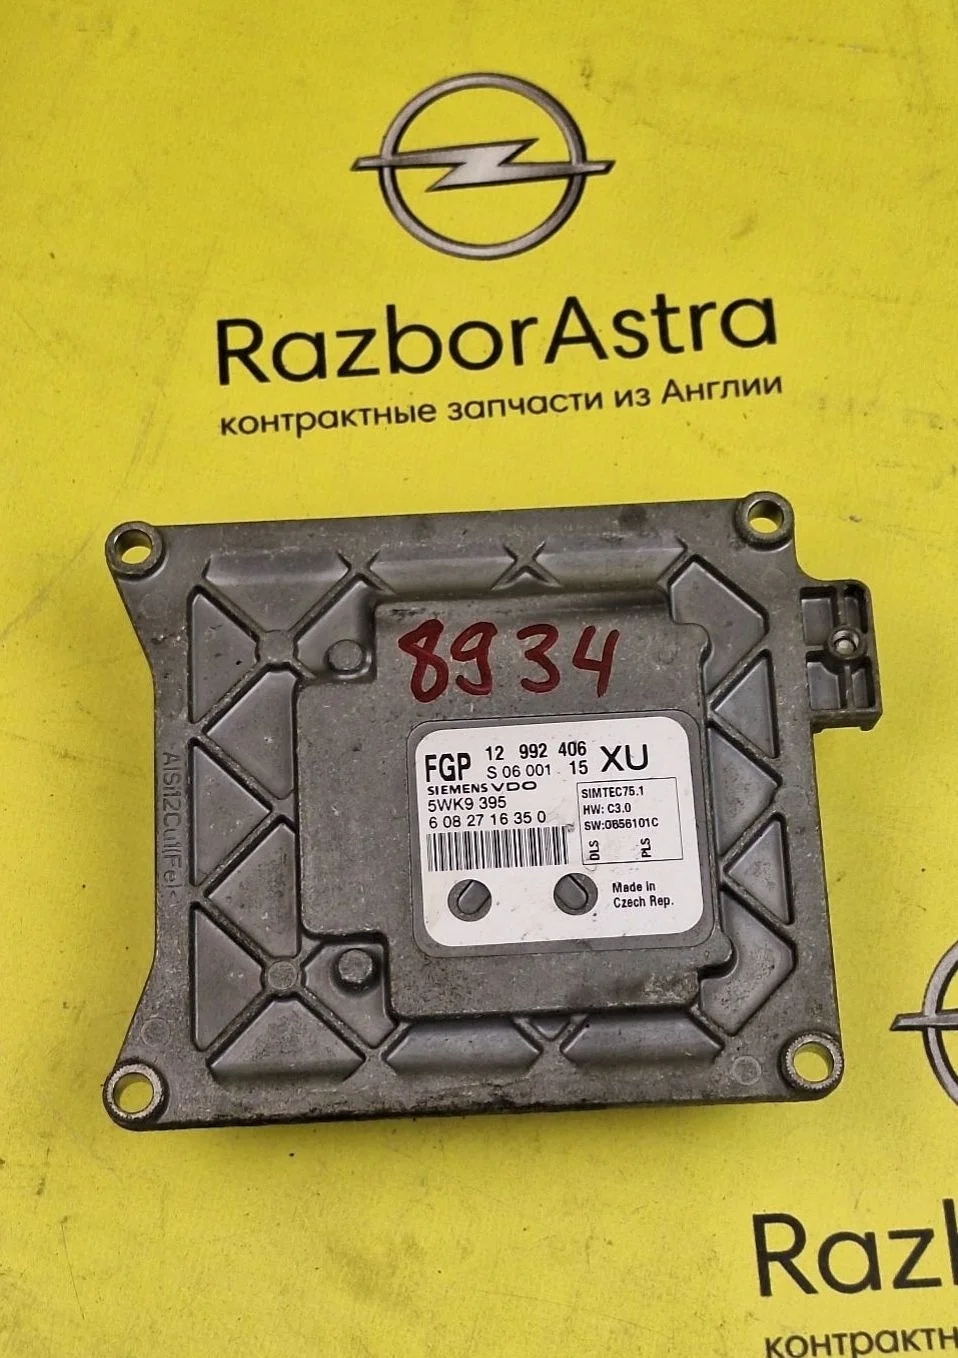 RazborAstra
контрактные запчасти из Англии
8934
FGP 12 992 406 XU
S 06 001 15
SIEMENS VDO
5WK9 395
6 08 27 16 35 0
SIMTEC75.1
HW: C3.0
SW:0656101C
DLS PLS
Made in
Czech Rep.
Razb
контрактн